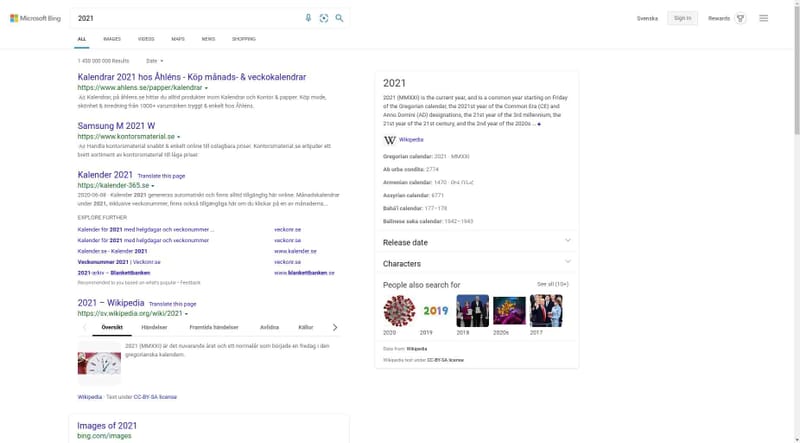 Microsoft Bing
2021
Svenska
Sign in
Rewards
ALL
IMAGES
VIDEOS
MAPS
NEWS
SHOPPING
1 450 000 000 Results
Date
Kalendrar 2021 hos Åhléns - Köp månads- & veckokalendrar
https://www.ahlens.se/papper/kalendrar
Ad Kalendrar, på åhlens.se hittar du alltid produkter inom Kalendrar och Kontor & papper. Köp mode,
skönhet & inredning från 1000+ varumärken tryggt & enkelt hos Åhléns.
Samsung M 2021 W
https://www.kontorsmaterial.se
Ad Handla kontorsmaterial snabbt & enkelt online till oslagbara priser. Kontorsmaterial.se erbjuder ett
brett sortiment av kontorsmaterial till låga priser.
Kalender 2021 Translate this page
https://kalender-365.se
2020-06-08 · Kalender 2021 genereras automatiskt och finns alltid tillgänglig här online. Månadskalendrar
under 2021, inklusive veckonummer, finns också tillgängliga här om du klickar på en av månaderna...
EXPLORE FURTHER
Kalender för 2021 med helgdagar och veckonummer ...
veckonr.se
Kalender för 2021 med helgdagar och veckonummer
veckonr.se
Kalender.se - Kalender 2021
www.kalender.se
Veckonummer 2021 | Veckonr.se
veckonr.se
2021-arkiv – Blankettbanken
www.blankettbanken.se
Recommended to you based on what's popular • Feedback
2021 – Wikipedia Translate this page
https://sv.wikipedia.org/wiki/2021
Översikt
Händelser
Framtida händelser
Avlidna
Källor
2021 (MMXXI) är det nuvarande året och ett normalår som började en fredag i den
gregorianska kalendern.
Wikipedia · Text under CC-BY-SA license
Images of 2021
bing.com/images
2021
2021 (MMXXI) is the current year, and is a common year starting on Friday
of the Gregorian calendar, the 2021st year of the Common Era (CE) and
Anno Domini (AD) designations, the 21st year of the 3rd millennium, the
21st year of the 21st century, and the 2nd year of the 2020s ...
W Wikipedia
Gregorian calendar: 2021 · MMXXI
Ab urbe condita: 2774
Armenian calendar: 1470 ·
Assyrian calendar: 6771
Bahá'í calendar: 177–178
Balinese saka calendar: 1942–1943
Release date
Characters
People also search for
See all (10+)
2019
2020
2019
2018
2020s
2017
Data from: Wikipedia
Wikipedia text under CC-BY-SA license